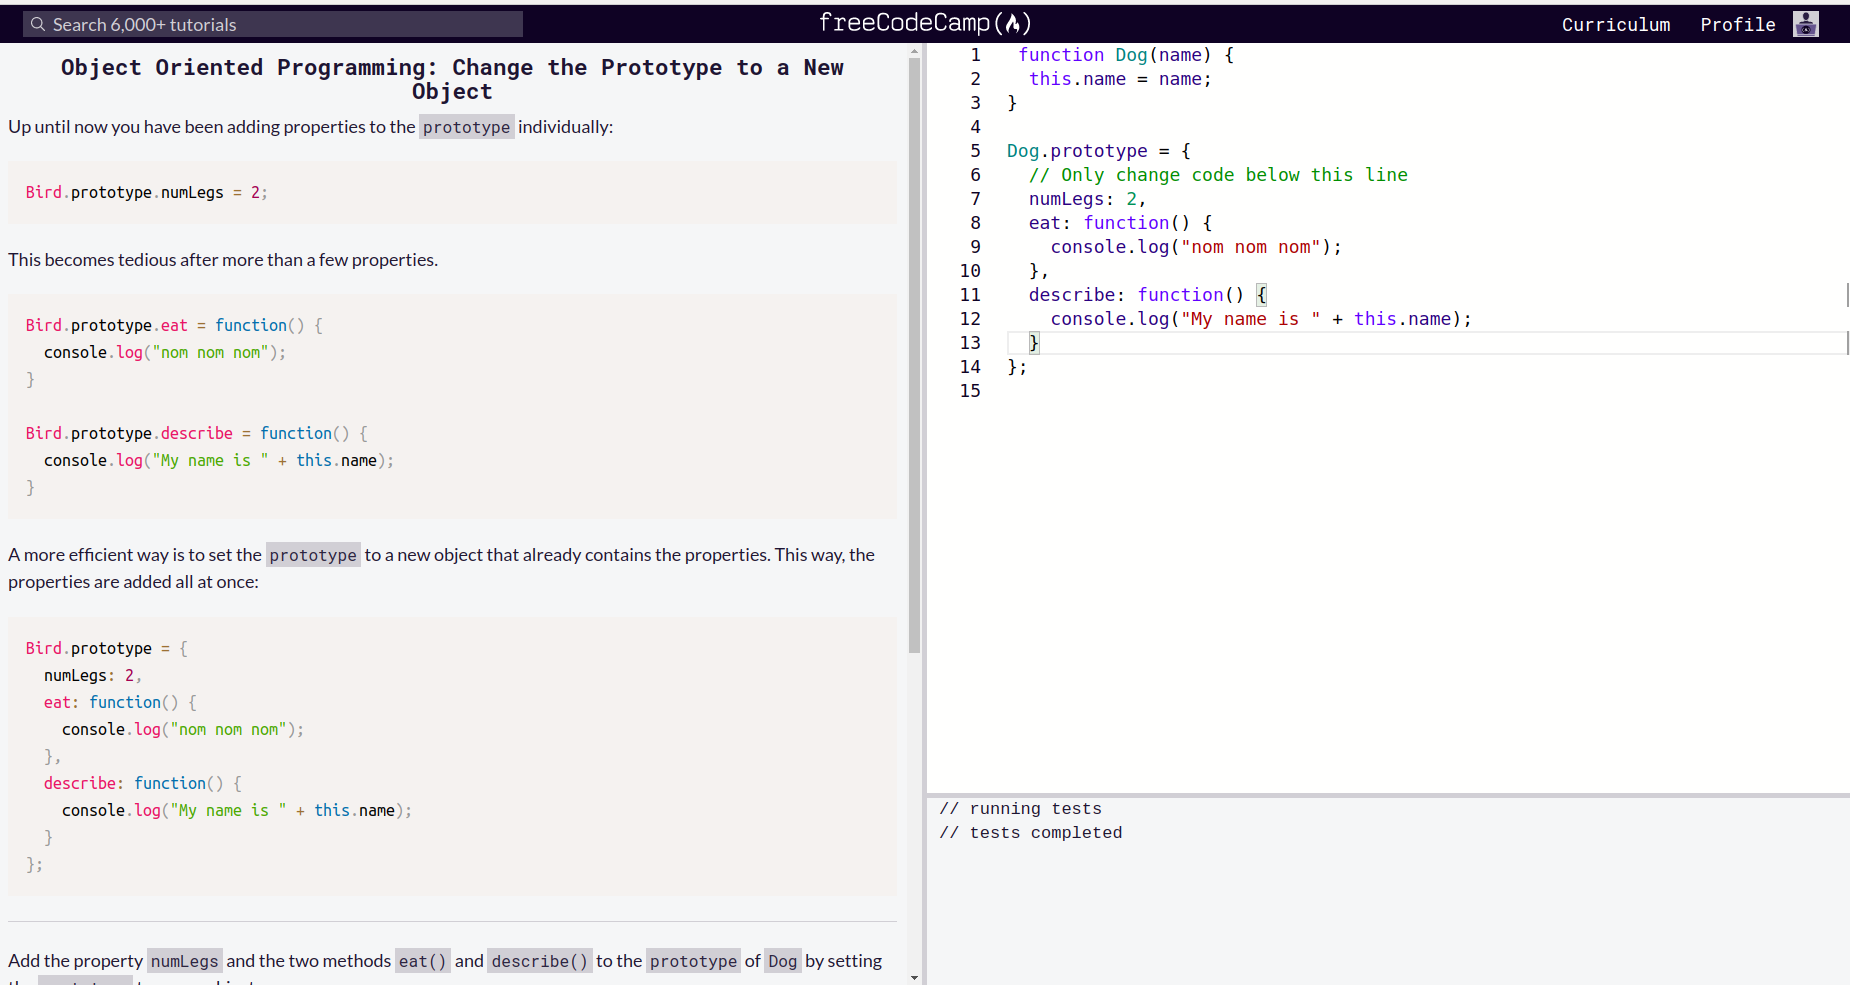 Search 6,000+ tutorials
freeCodeCamp
Curriculum
Profile
Object Oriented Programming: Change the Prototype to a New
Object
Up until now you have been adding properties to the prototype individually:
Bird.prototype.numLegs = 2;
This becomes tedious after more than a few properties.
Bird.prototype.eat = function() {
  console.log("nom nom nom");
}
Bird.prototype.describe = function() {
  console.log("My name is " + this.name);
}
A more efficient way is to set the prototype to a new object that already contains the properties. This way, the
properties are added all at once:
Bird.prototype = {
  numLegs: 2,
  eat: function() {
    console.log("nom nom nom");
  },
  describe: function() {
    console.log("My name is " + this.name);
  }
};
Add the property numLegs and the two methods eat() and describe() to the prototype of Dog by setting
1 function Dog(name) {
2   this.name = name;
3 }
4
5 Dog.prototype = {
6   // Only change code below this line
7   numLegs: 2,
8   eat: function() {
9     console.log("nom nom nom");
10   },
11   describe: function() {
12     console.log("My name is " + this.name);
13   }
14 };
15
// running tests
// tests completed